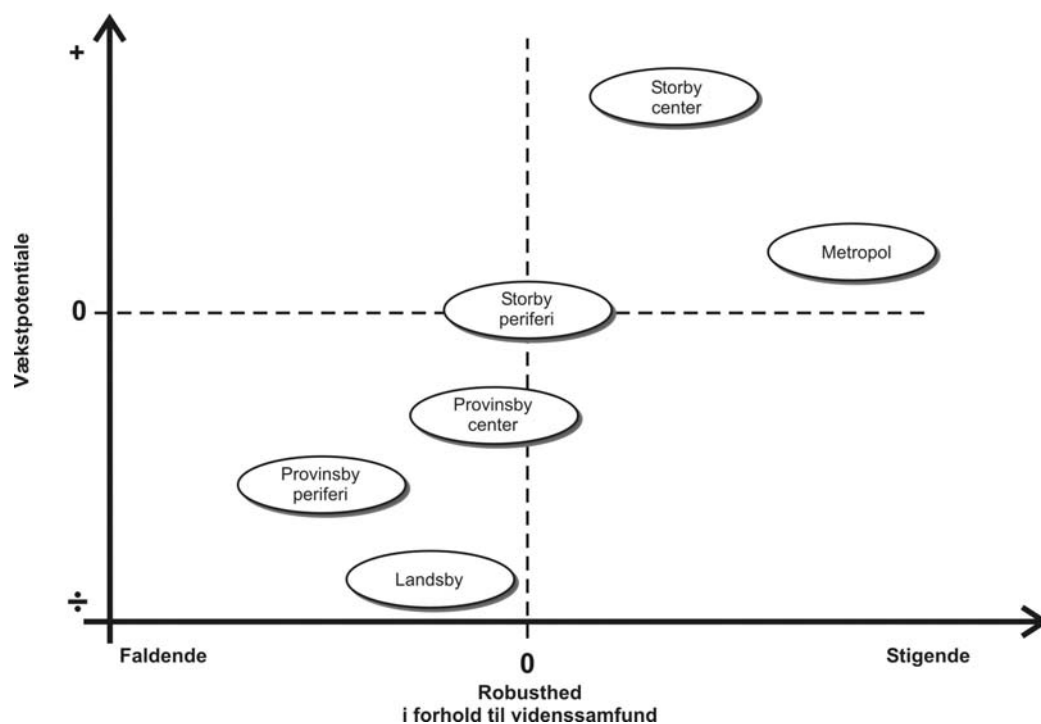 +
Storby
center
Vækstpotentiale
Metropol
Storby
periferi
0
Provinsby
center
Provinsby
periferi
Landsby
÷
Faldende
0
Stigende
Robusthed
i forhold til videnssamfund